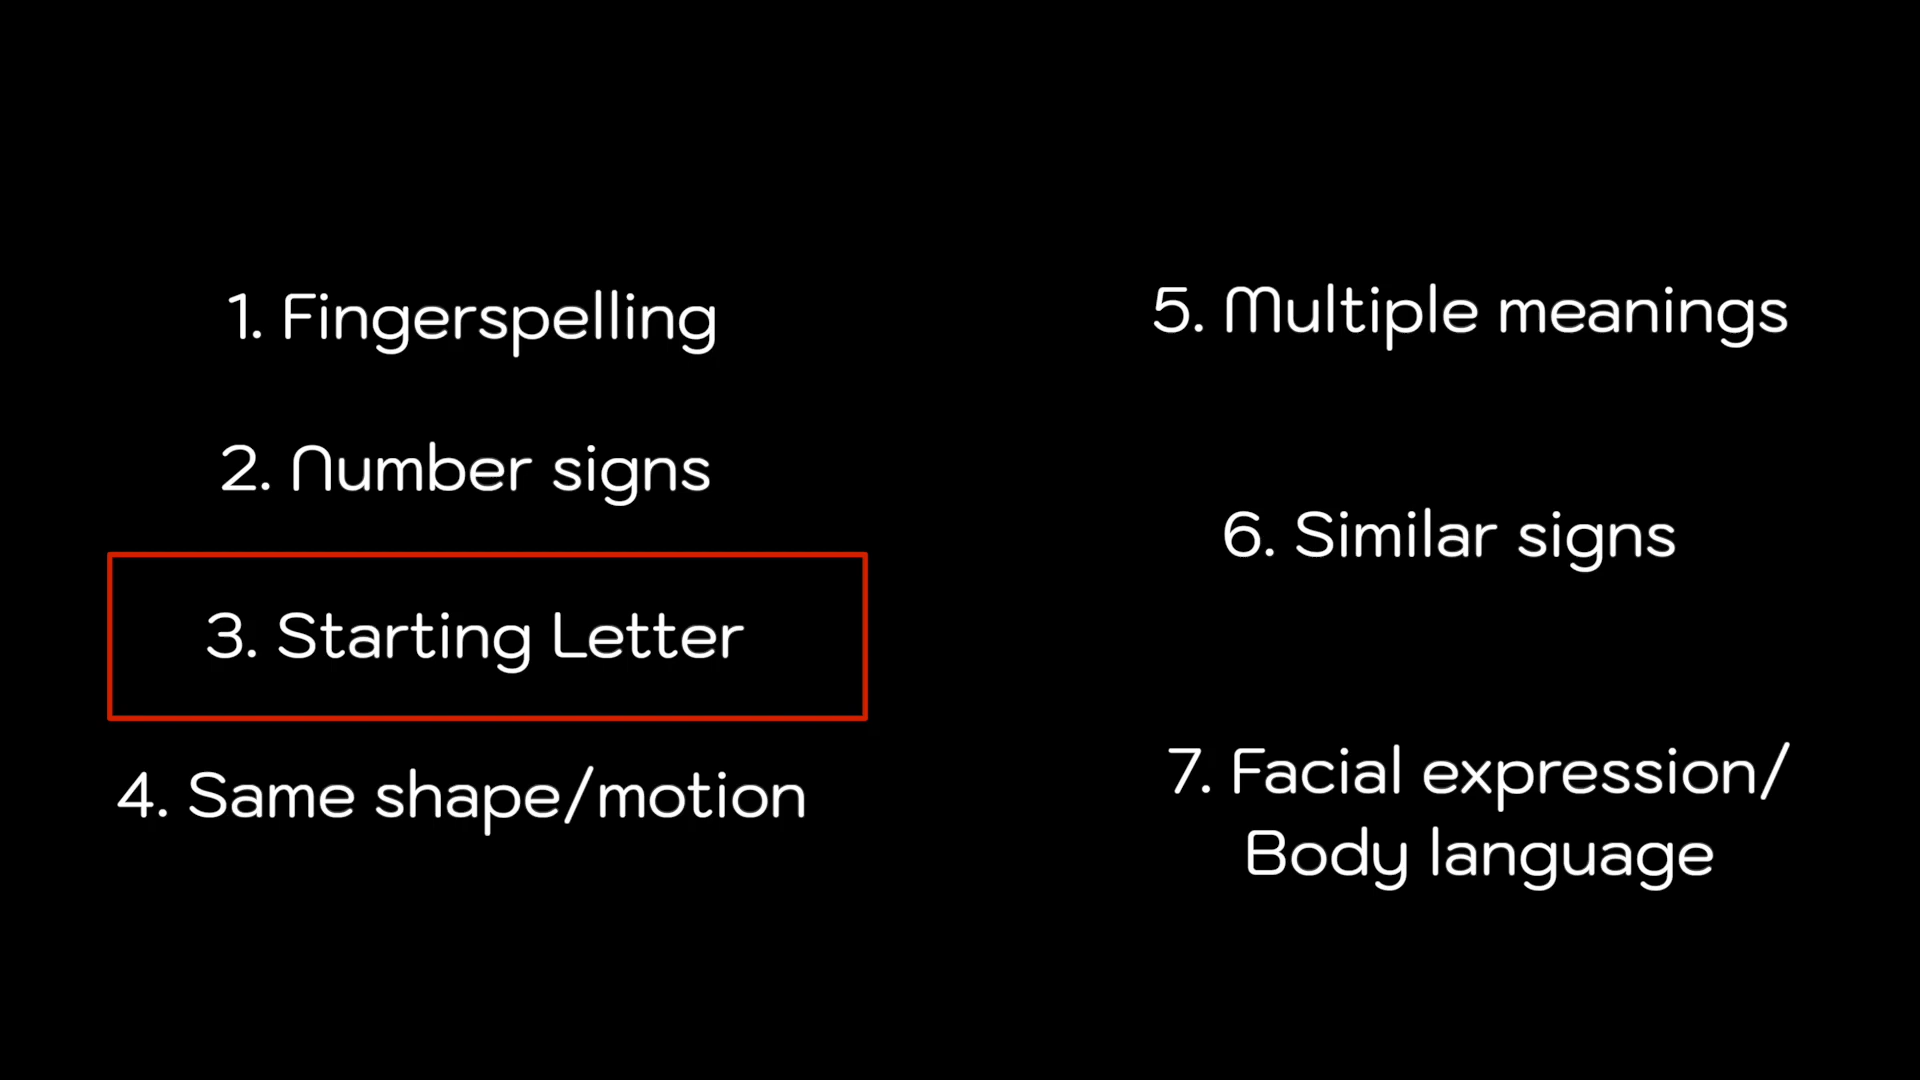 1. Fingerspelling
2. Number signs
3. Starting Letter
4. Same shape/motion
5. Multiple meanings
6. Similar signs
7. Facial expression/
Body language